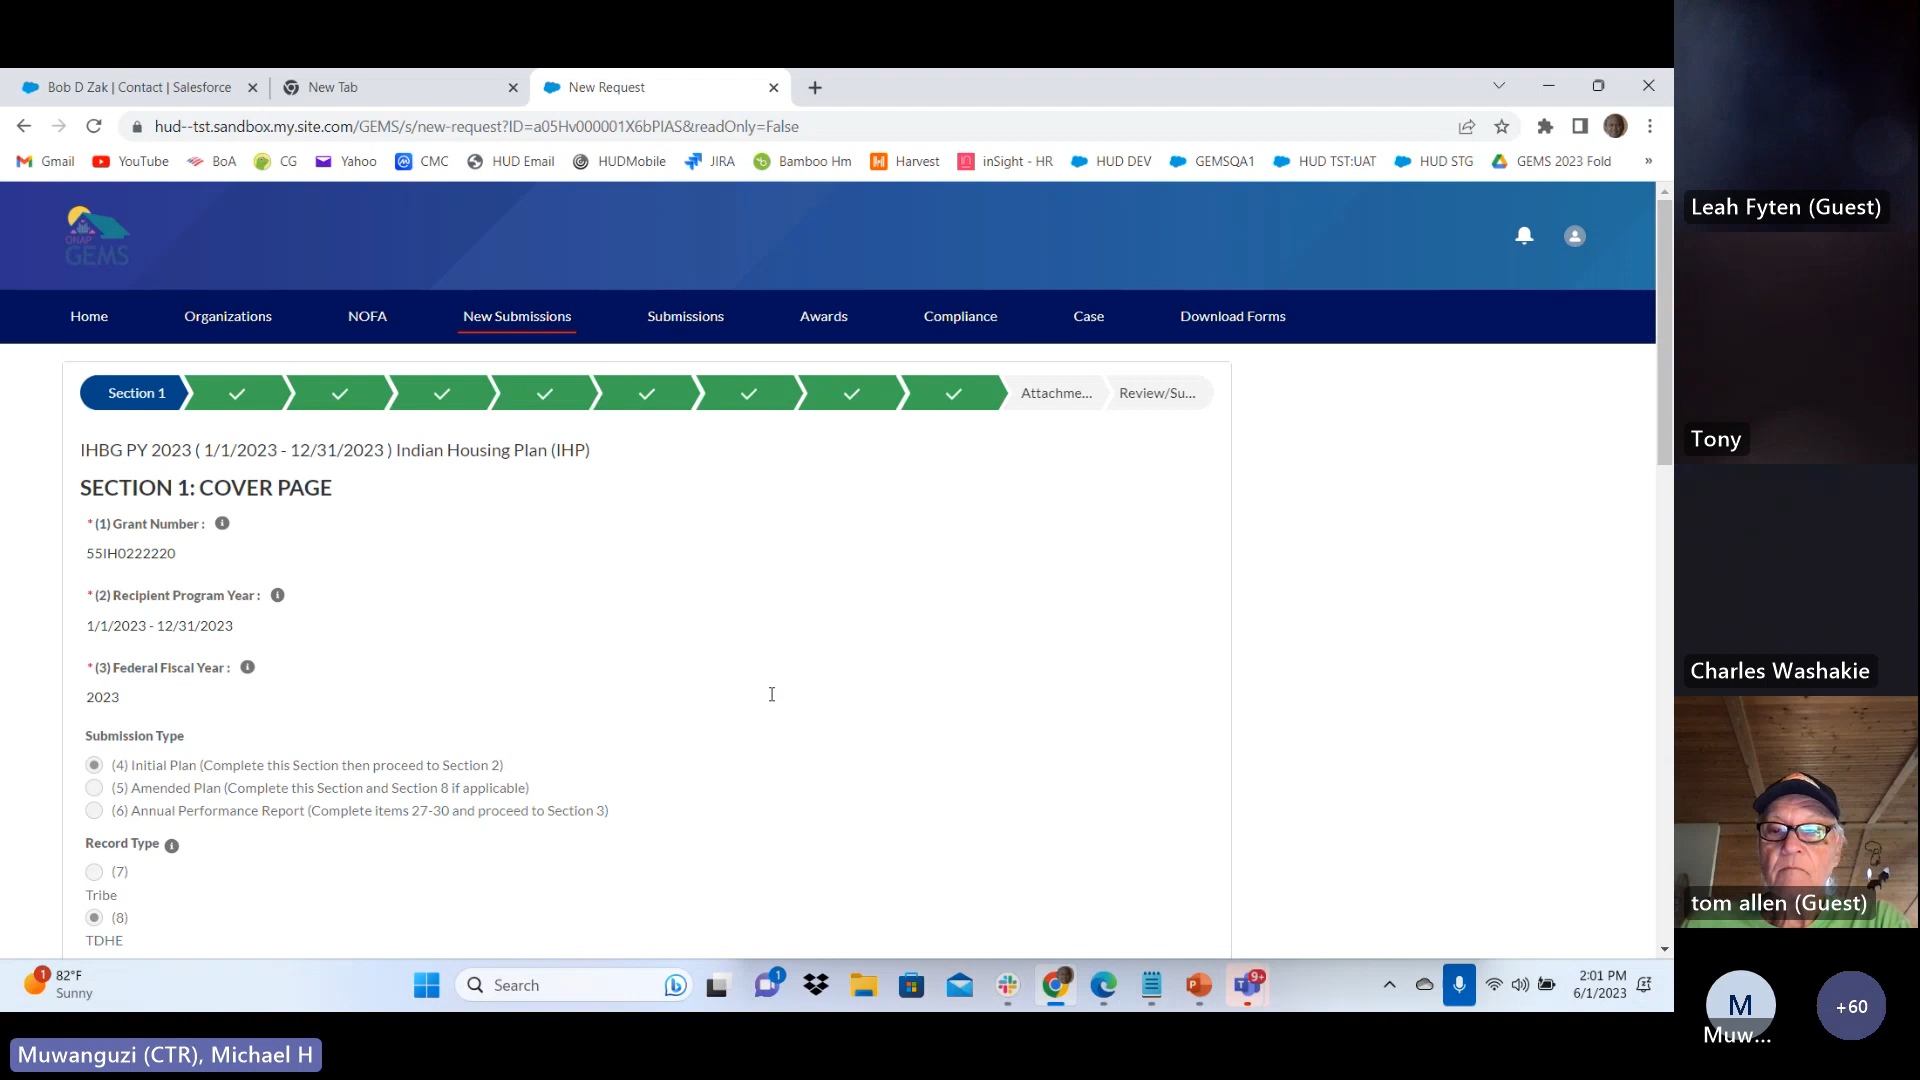 Bob D Zak | Contact | Salesforce
New Tab
New Request
hud--tst.sandbox.my.site.com/GEMS/s/new-request?ID=a05Hv000001X6bPIAS&readOnly=False
Gmail YouTube BoA CG Yahoo CMC HUD Email HUDMobile JIRA Bamboo Hm Harvest inSight - HR HUD DEV GEMSQA1 HUD TST:UAT HUD STG GEMS 2023 Fold »
ONAP
GEMS
Home Organizations NOFA New Submissions Submissions Awards Compliance Case Download Forms
Section 1 Attachme... Review/Su...
IHBG PY 2023 ( 1/1/2023 - 12/31/2023 ) Indian Housing Plan (IHP)
SECTION 1: COVER PAGE
*(1) Grant Number :
55IH0222220
*(2) Recipient Program Year :
1/1/2023 - 12/31/2023
*(3) Federal Fiscal Year :
2023
Submission Type
(4) Initial Plan (Complete this Section then proceed to Section 2)
(5) Amended Plan (Complete this Section and Section 8 if applicable)
(6) Annual Performance Report (Complete items 27-30 and proceed to Section 3)
Record Type
(7)
Tribe
(8)
TDHE
1
82°F
Sunny
Search
1
9+
2:01 PM
6/1/2023
Leah Fyten (Guest)
Tony
Charles Washakie
tom allen (Guest)
M
Muw...
+60
Muwanguzi (CTR), Michael H